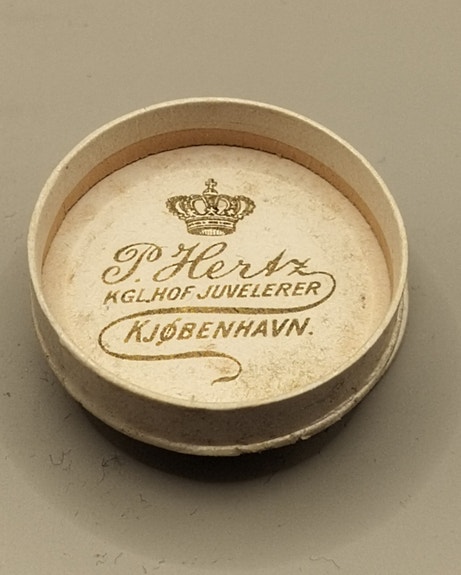 P. Hertz
KGL. HOF JUVELERER
KJØBENHAVN.